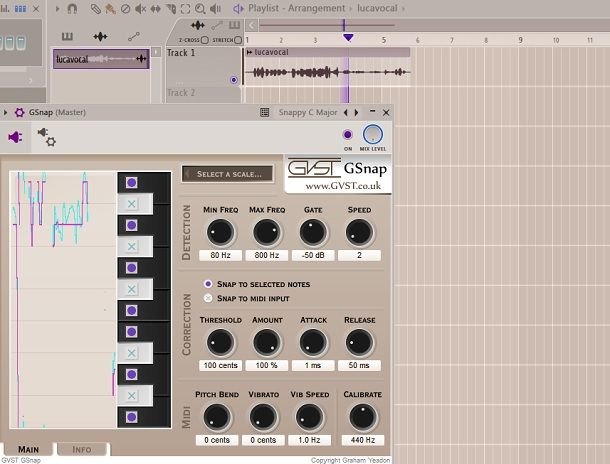 Playlist - Arrangement › lucavocal
Z-CROSS STRETCH
1 2 3 4 5 6 7 8 9
lucavocal
Track 1
lucavocal
Track 2
GSnap (Master)
Snappy C Major
ON MIX LEVEL
SELECT A SCALE...
GVST GSnap
www.GVST.co.uk
DETECTION
MIN FREQ MAX FREQ GATE SPEED
80 Hz 800 Hz -50 dB 2
CORRECTION
SNAP TO SELECTED NOTES
SNAP TO MIDI INPUT
THRESHOLD AMOUNT ATTACK RELEASE
100 cents 100 % 1 ms 50 ms
MIDI
PITCH BEND VIBRATO VIB SPEED CALIBRATE
0 cents 0 cents 1.0 Hz 440 Hz
MAIN INFO
GVST GSnap
Copyright Graham Yeadon